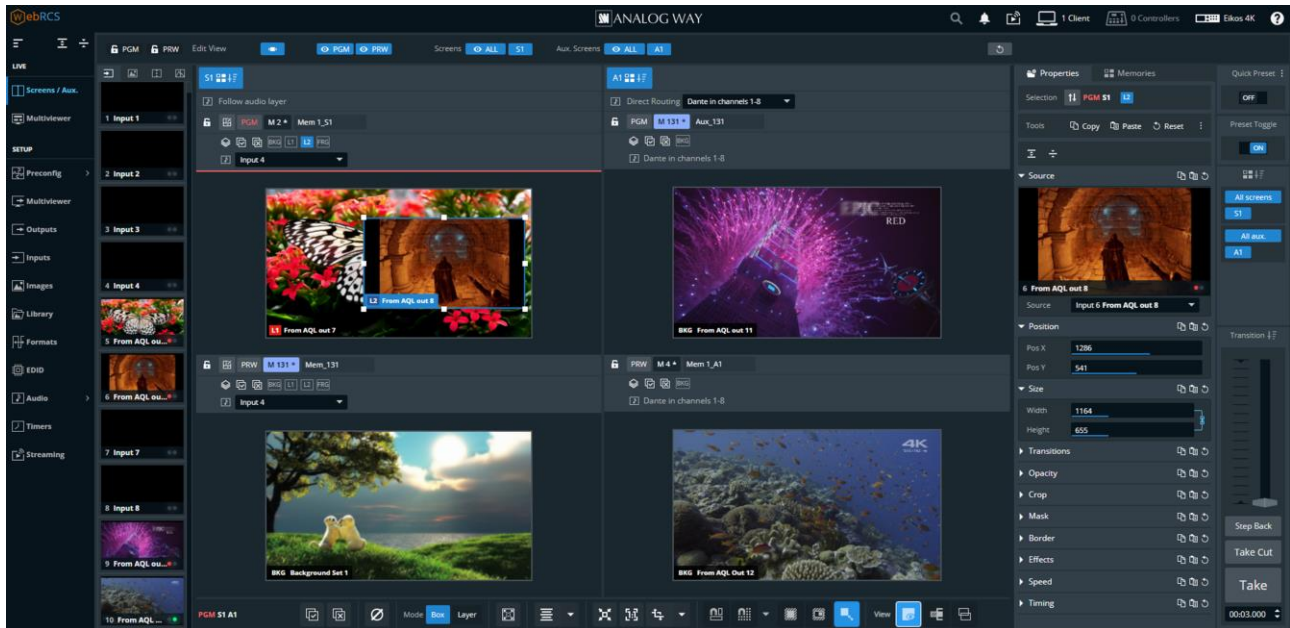 WebRCS
ANALOG WAY
1 Client
0 Controllers
Eikos 4K
PGM
PRW
Edit View
PGM
PRW
Screens
ALL
S1
Aux. Screens
ALL
A1
LIVE
Screens / Aux.
Multiviewer
SETUP
Preconfig
Multiviewer
Outputs
Inputs
Images
Library
Formats
EDID
Audio
Timers
Streaming
1 Input 1
2 Input 2
3 Input 3
4 Input 4
5 From AQL ou...
6 From AQL ou...
7 Input 7
8 Input 8
9 From AQL ou...
10 From AQL ...
S1
Follow audio layer
PGM
M 2 *
Mem 1_S1
BKG
L1
L2
FRG
Input 4
L2 From AQL out 8
L1 From AQL out 7
PRW
M 131 *
Mem_131
BKG
L1
L2
FRG
Input 4
BKG Background Set 1
A1
Direct Routing
Dante in channels 1-8
PGM
M 131 *
Aux_131
BKG
Dante in channels 1-8
EPIC
RED
BKG From AQL out 11
PRW
M 4 *
Mem 1_A1
BKG
Dante in channels 1-8
4K
BKG From AQL Out 12
Properties
Memories
Selection
PGM S1
L2
Tools
Copy
Paste
Reset
Source
6 From AQL out 8
Source
Input 6 From AQL out 8
Position
Pos X
1286
Pos Y
541
Size
Width
1164
Height
655
Transitions
Opacity
Crop
Mask
Border
Effects
Speed
Timing
Quick Preset
OFF
Preset Toggle
ON
All screens
S1
All aux.
A1
Transition
Step Back
Take Cut
Take
00:03.000
PGM S1 A1
Mode
Box
Layer
View